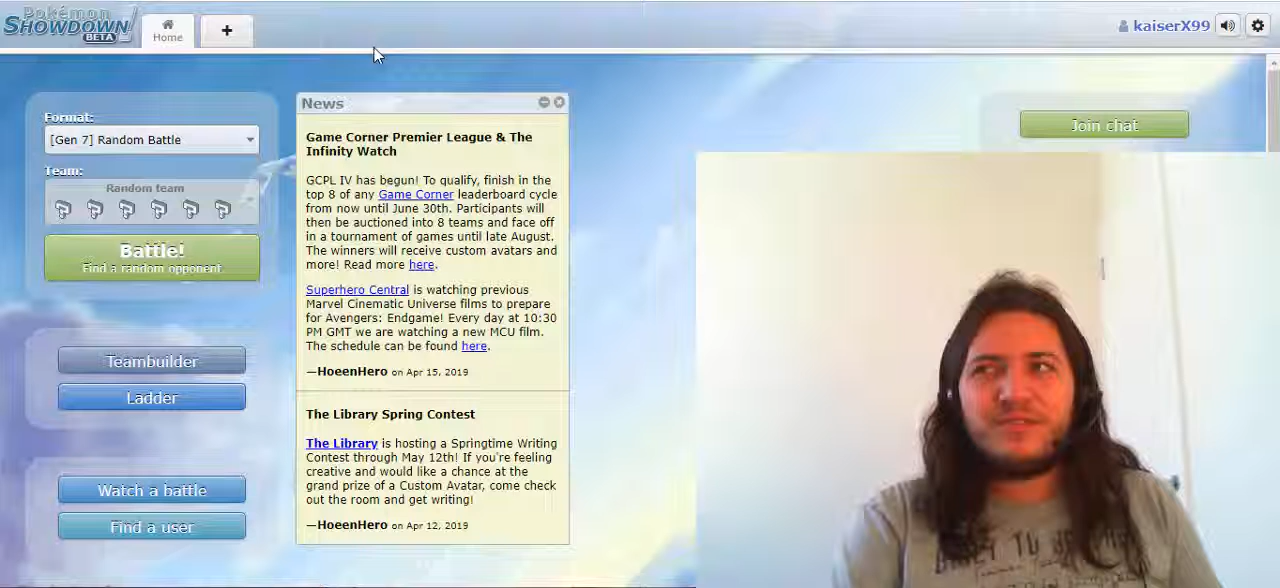 Pokémon
SHOWDOWN!
BETA
Home
+
kaiserX99
Format:
[Gen 7] Random Battle
Team:
Random team
? ? ? ? ? ?
Battle!
Find a random opponent
Teambuilder
Ladder
Watch a battle
Find a user
News
Game Corner Premier League & The
Infinity Watch
GCPL IV has begun! To qualify, finish in the
top 8 of any Game Corner leaderboard cycle
from now until June 30th. Participants will
then be auctioned into 8 teams and face off
in a tournament of games until late August.
The winners will receive custom avatars and
more! Read more here.
Superhero Central is watching previous
Marvel Cinematic Universe films to prepare
for Avengers: Endgame! Every day at 10:30
PM GMT we are watching a new MCU film.
The schedule can be found here.
—HoeenHero on Apr 15, 2019
The Library Spring Contest
The Library is hosting a Springtime Writing
Contest through May 12th! If you're feeling
creative and would like a chance at the
grand prize of a Custom Avatar, come check
out the room and get writing!
—HoeenHero on Apr 12, 2019
Join chat